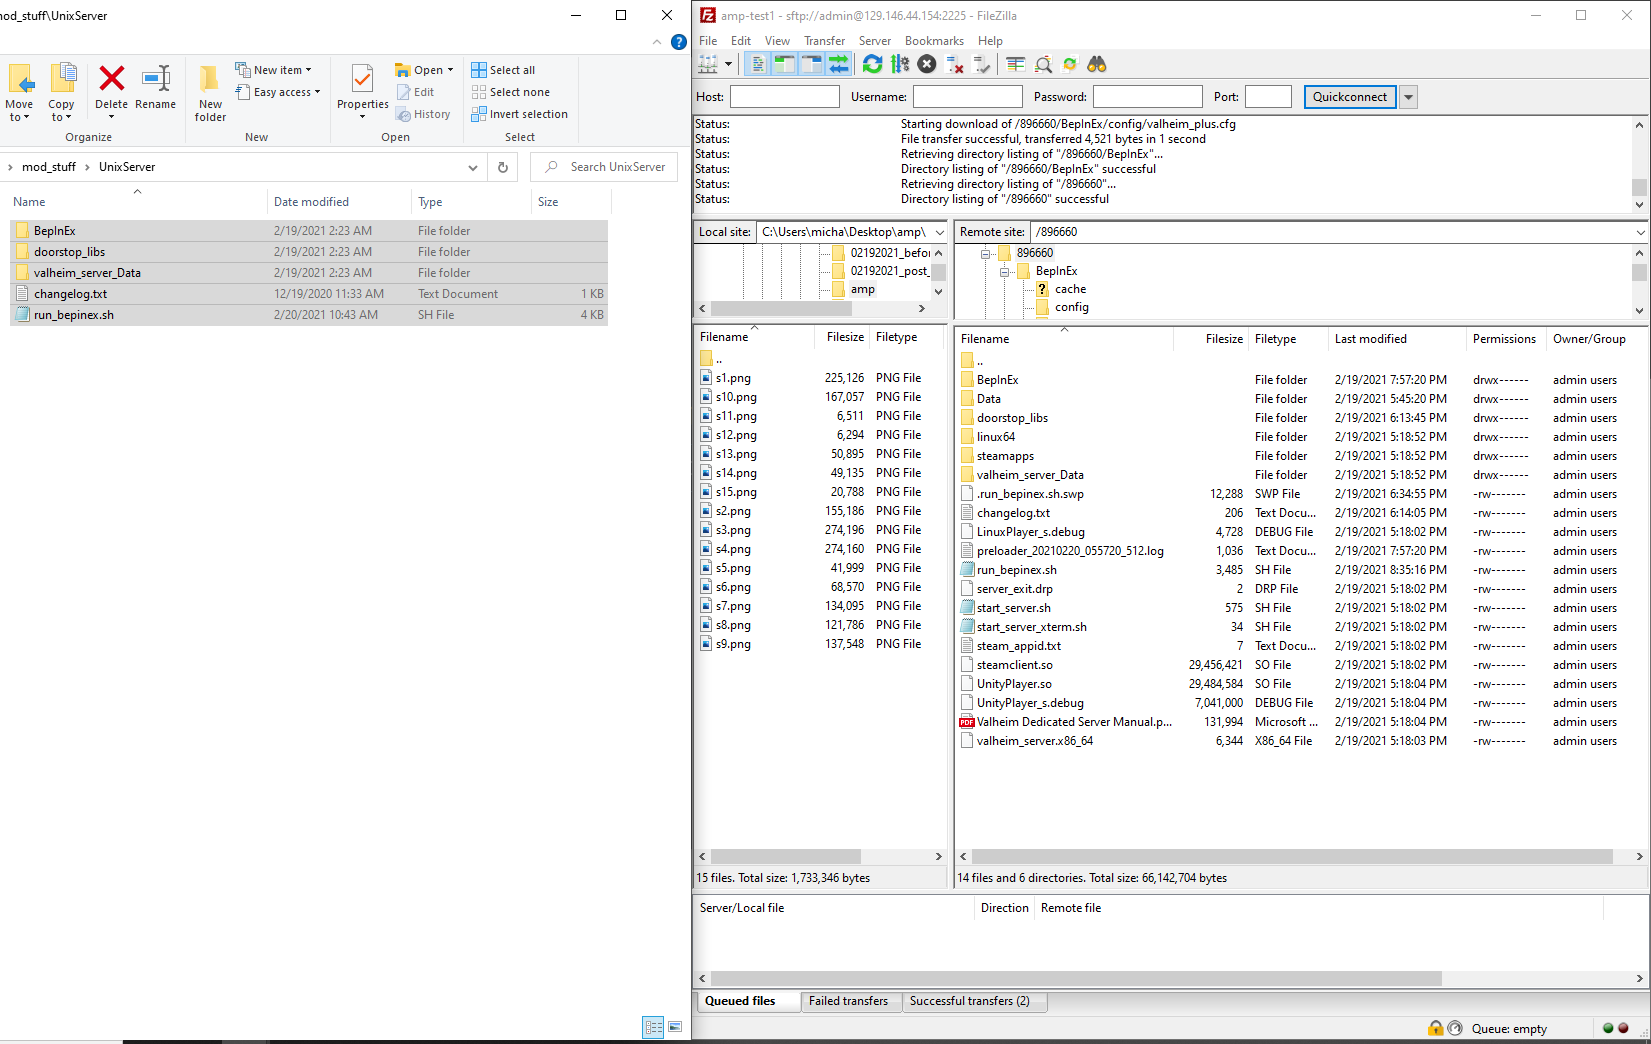 mod_stuff\UnixServer
Move to
Copy to
Delete
Rename
New folder
New item
Easy access
Properties
Open
Edit
History
Select all
Select none
Invert selection
Organize
New
Open
Select
mod_stuff
UnixServer
Search UnixServer
Name Date modified Type Size
BepInEx 2/19/2021 2:23 AM File folder
doorstop_libs 2/19/2021 2:23 AM File folder
valheim_server_Data 2/19/2021 2:23 AM File folder
changelog.txt 12/19/2020 11:33 AM Text Document 1 KB
run_bepinex.sh 2/20/2021 10:43 AM SH File 4 KB
amp-test1 - sftp://admin@129.146.44.154:2225 - FileZilla
File Edit View Transfer Server Bookmarks Help
Host: Username: Password: Port: Quickconnect
Status: Starting download of /896660/BepInEx/config/valheim_plus.cfg
Status: File transfer successful, transferred 4,521 bytes in 1 second
Status: Retrieving directory listing of "/896660/BepInEx"...
Status: Directory listing of "/896660/BepInEx" successful
Status: Retrieving directory listing of "/896660"...
Status: Directory listing of "/896660" successful
Local site: C:\Users\micha\Desktop\amp\
02192021_befor
02192021_post_
amp
Filename Filesize Filetype
..
s1.png 225,126 PNG File
s10.png 167,057 PNG File
s11.png 6,511 PNG File
s12.png 6,294 PNG File
s13.png 50,895 PNG File
s14.png 49,135 PNG File
s15.png 20,788 PNG File
s2.png 155,186 PNG File
s3.png 274,196 PNG File
s4.png 274,160 PNG File
s5.png 41,999 PNG File
s6.png 68,570 PNG File
s7.png 134,095 PNG File
s8.png 121,786 PNG File
s9.png 137,548 PNG File
15 files. Total size: 1,733,346 bytes
Remote site: /896660
896660
BepInEx
cache
config
Filename Filesize Filetype Last modified Permissions Owner/Group
..
BepInEx File folder 2/19/2021 7:57:20 PM drwx------ admin users
Data File folder 2/19/2021 5:45:20 PM drwx------ admin users
doorstop_libs File folder 2/19/2021 6:13:45 PM drwx------ admin users
linux64 File folder 2/19/2021 5:18:52 PM drwx------ admin users
steamapps File folder 2/19/2021 5:18:52 PM drwx------ admin users
valheim_server_Data File folder 2/19/2021 5:18:52 PM drwx------ admin users
.run_bepinex.sh.swp 12,288 SWP File 2/19/2021 6:34:55 PM -rw------- admin users
changelog.txt 206 Text Docu... 2/19/2021 6:14:05 PM -rw------- admin users
LinuxPlayer_s.debug 4,728 DEBUG File 2/19/2021 5:18:02 PM -rw------- admin users
preloader_20210220_055720_512.log 1,036 Text Docu... 2/19/2021 7:57:20 PM -rw------- admin users
run_bepinex.sh 3,485 SH File 2/19/2021 8:35:16 PM -rw------- admin users
server_exit.drp 2 DRP File 2/19/2021 5:18:02 PM -rw------- admin users
start_server.sh 575 SH File 2/19/2021 5:18:02 PM -rw------- admin users
start_server_xterm.sh 34 SH File 2/19/2021 5:18:02 PM -rw------- admin users
steam_appid.txt 7 Text Docu... 2/19/2021 5:18:02 PM -rw------- admin users
steamclient.so 29,456,421 SO File 2/19/2021 5:18:02 PM -rw------- admin users
UnityPlayer.so 29,484,584 SO File 2/19/2021 5:18:04 PM -rw------- admin users
UnityPlayer_s.debug 7,041,000 DEBUG File 2/19/2021 5:18:04 PM -rw------- admin users
Valheim Dedicated Server Manual.p... 131,994 Microsoft ... 2/19/2021 5:18:04 PM -rw------- admin users
valheim_server.x86_64 6,344 X86_64 File 2/19/2021 5:18:03 PM -rw------- admin users
14 files and 6 directories. Total size: 66,142,704 bytes
Server/Local file Direction Remote file
Queued files Failed transfers Successful transfers (2)
Queue: empty